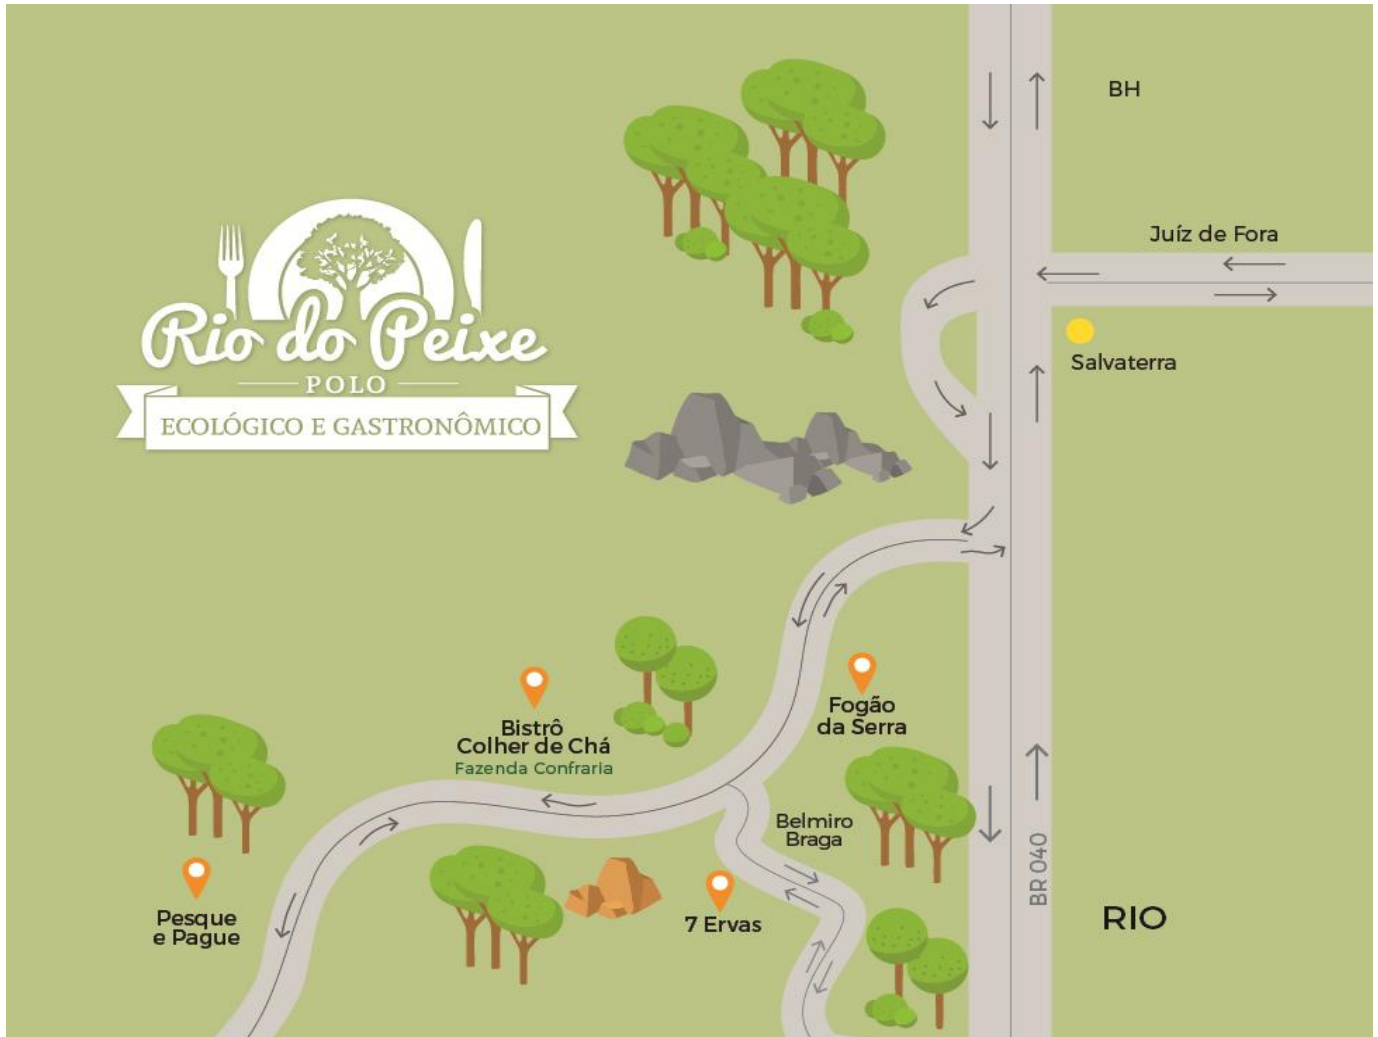 BH
Juíz de Fora
Salvaterra
Rio do Peixe
POLO
ECOLÓGICO E GASTRONÔMICO
Fogão
da Serra
Bistrô
Colher de Chá
Fazenda Confraria
Belmiro
Braga
BR 040
Pesque
e Pague
7 Ervas
RIO